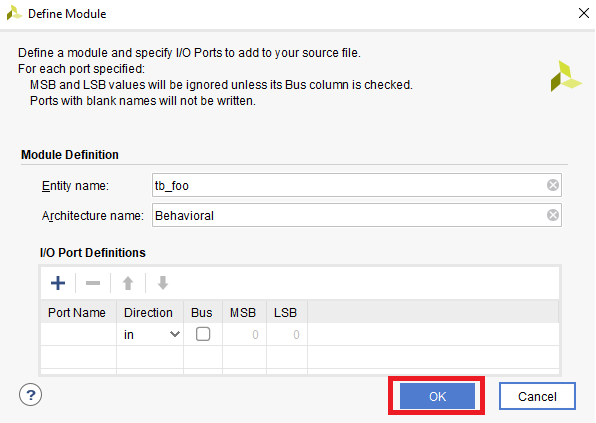 Define Module
Define a module and specify I/O Ports to add to your source file.
For each port specified:
MSB and LSB values will be ignored unless its Bus column is checked.
Ports with blank names will not be written.
Module Definition
Entity name: tb_foo
Architecture name: Behavioral
I/O Port Definitions
Port Name Direction Bus MSB LSB
in 0 0
? OK Cancel